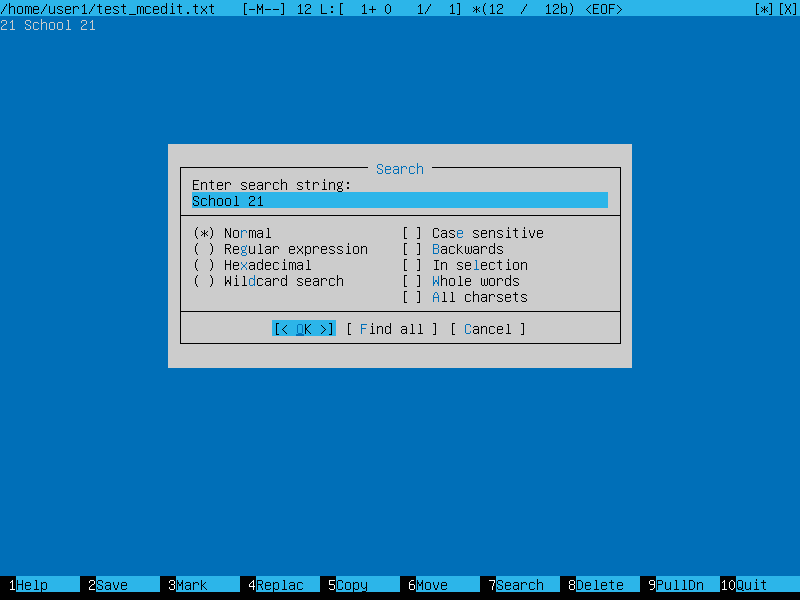 /home/user1/test_mcedit.txt   [-M--] 12 L:[  1+ 0   1/  1] *(12  /  12b) <EOF>   [*][X]
21 School 21
Search
Enter search string:
School 21
(*) Normal   [ ] Case sensitive
( ) Regular expression   [ ] Backwards
( ) Hexadecimal   [ ] In selection
( ) Wildcard search   [ ] Whole words
[ ] All charsets
[< OK >] [ Find all ] [ Cancel ]
1Help 2Save 3Mark 4Replac 5Copy 6Move 7Search 8Delete 9PullDn 10Quit